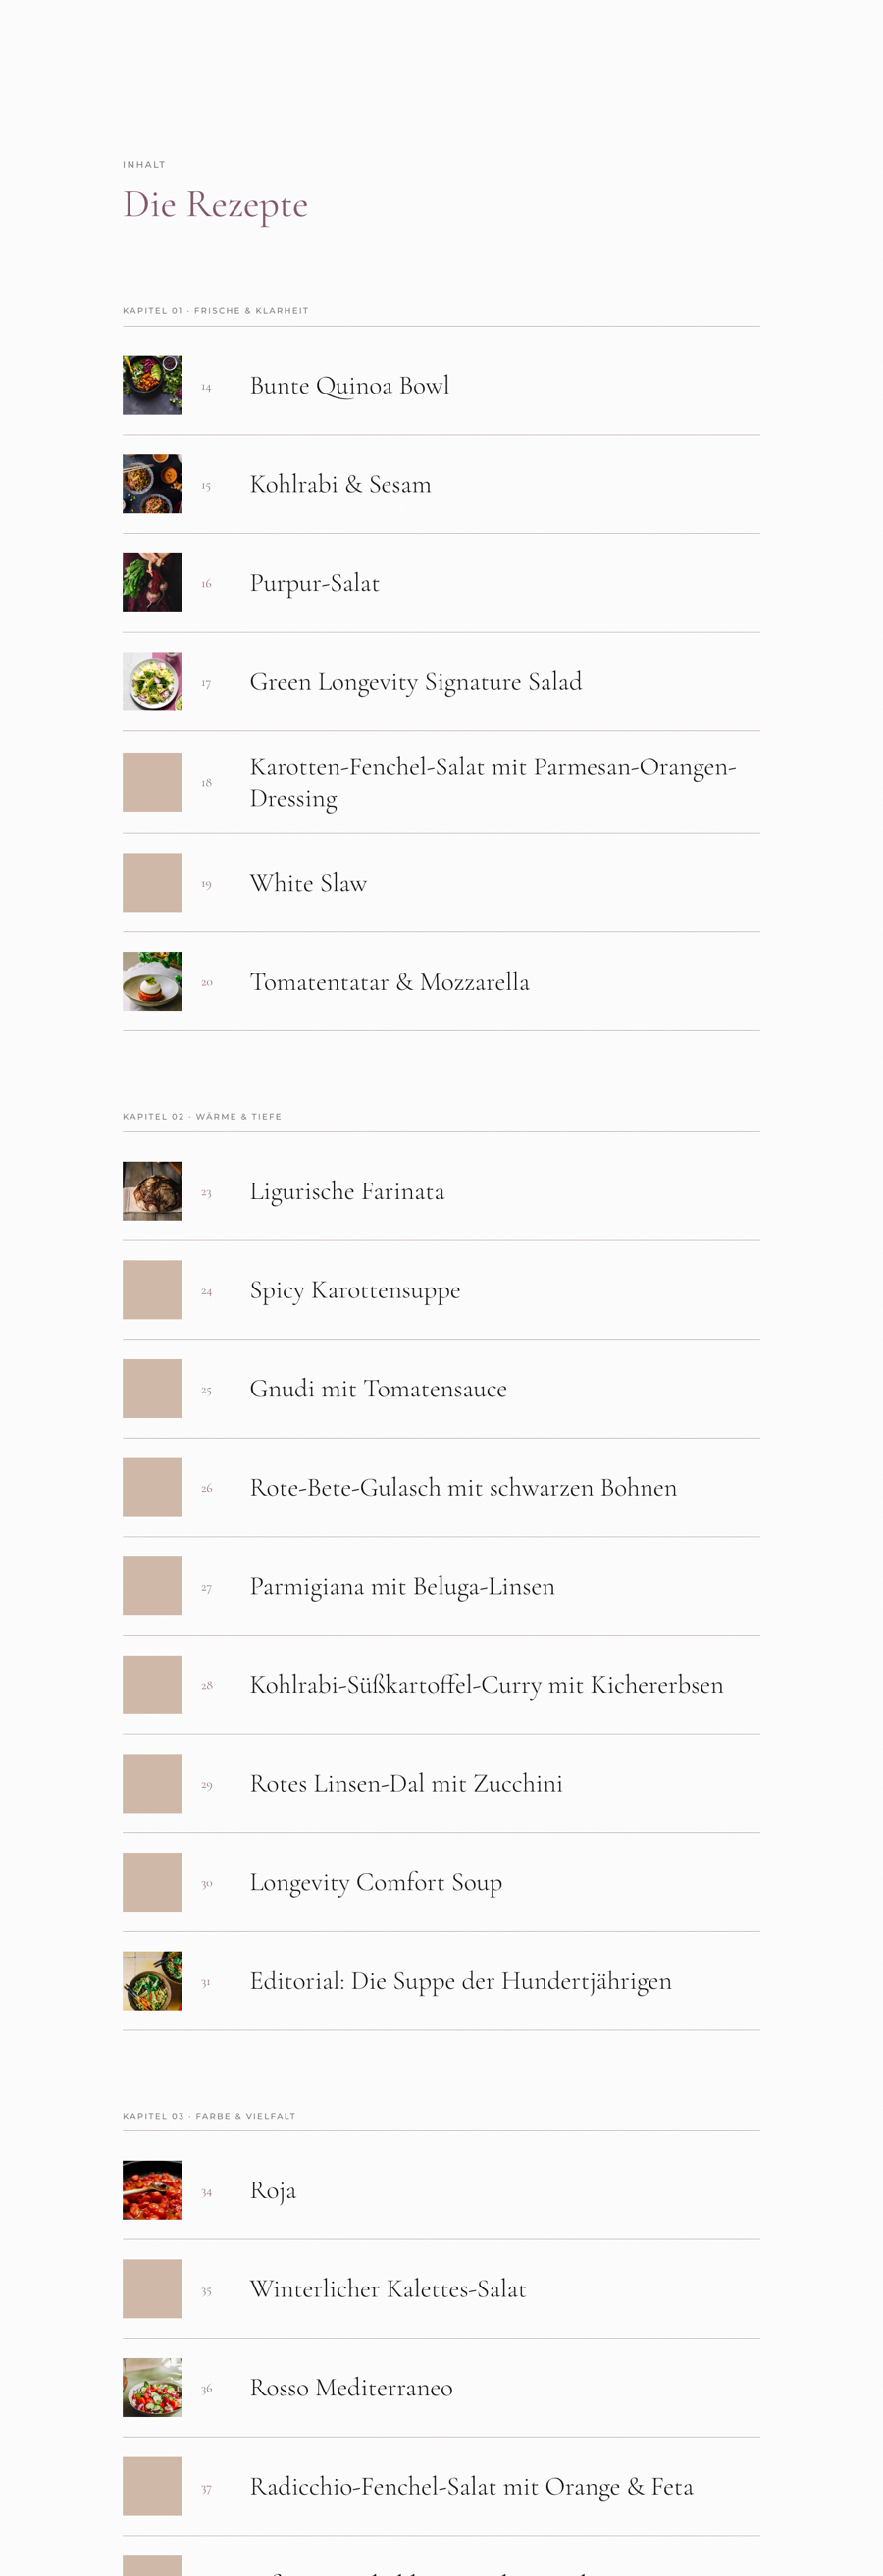 INHALT
Die Rezepte
KAPITEL 01 · FRISCHE & KLARHEIT
14 Bunte Quinoa Bowl
15 Kohlrabi & Sesam
16 Purpur-Salat
17 Green Longevity Signature Salad
18 Karotten-Fenchel-Salat mit Parmesan-Orangen-
Dressing
19 White Slaw
20 Tomatentatar & Mozzarella
KAPITEL 02 · WÄRME & TIEFE
23 Ligurische Farinata
24 Spicy Karottensuppe
25 Gnudi mit Tomatensauce
26 Rote-Bete-Gulasch mit schwarzen Bohnen
27 Parmigiana mit Beluga-Linsen
28 Kohlrabi-Süßkartoffel-Curry mit Kichererbsen
29 Rotes Linsen-Dal mit Zucchini
30 Longevity Comfort Soup
31 Editorial: Die Suppe der Hundertjährigen
KAPITEL 03 · FARBE & VIELFALT
34 Roja
35 Winterlicher Kalettes-Salat
36 Rosso Mediterraneo
37 Radicchio-Fenchel-Salat mit Orange & Feta